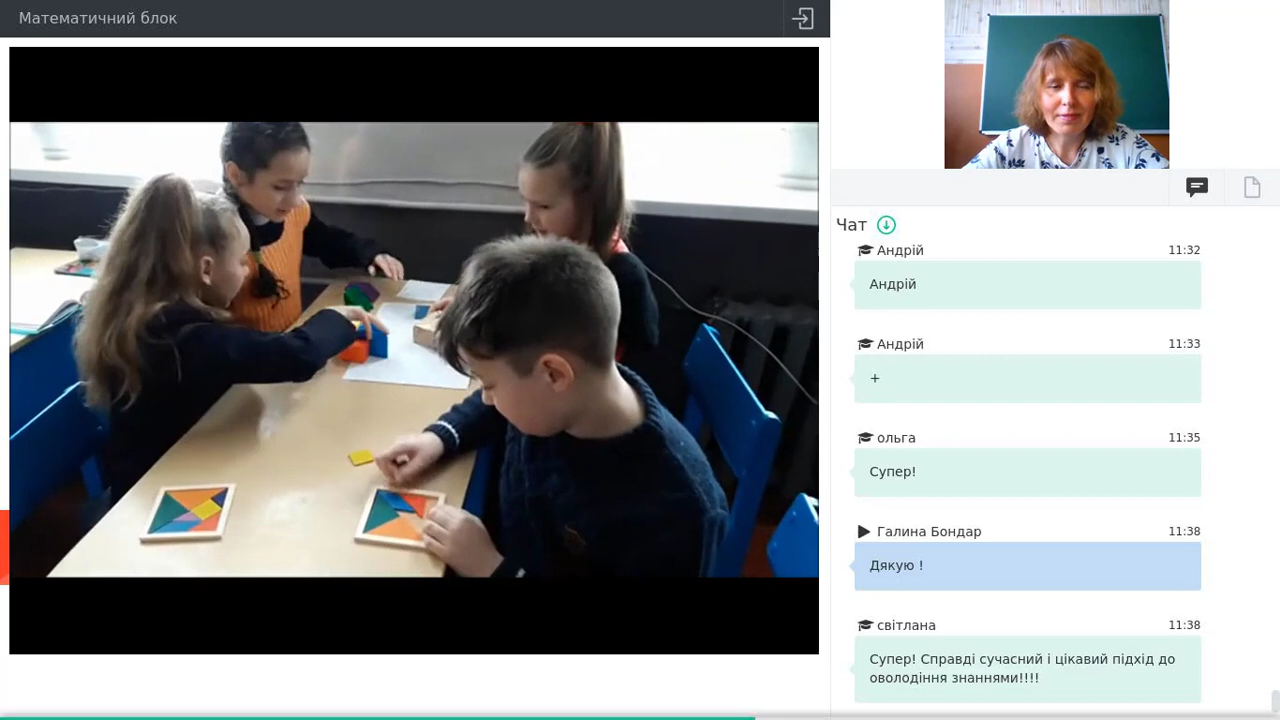 Математичний блок
Чат
Андрій 11:32
Андрій
Андрій 11:33
+
ольга 11:35
Супер!
Галина Бондар 11:38
Дякую !
світлана 11:38
Супер! Справді сучасний і цікавий підхід до
оволодіння знаннями!!!!